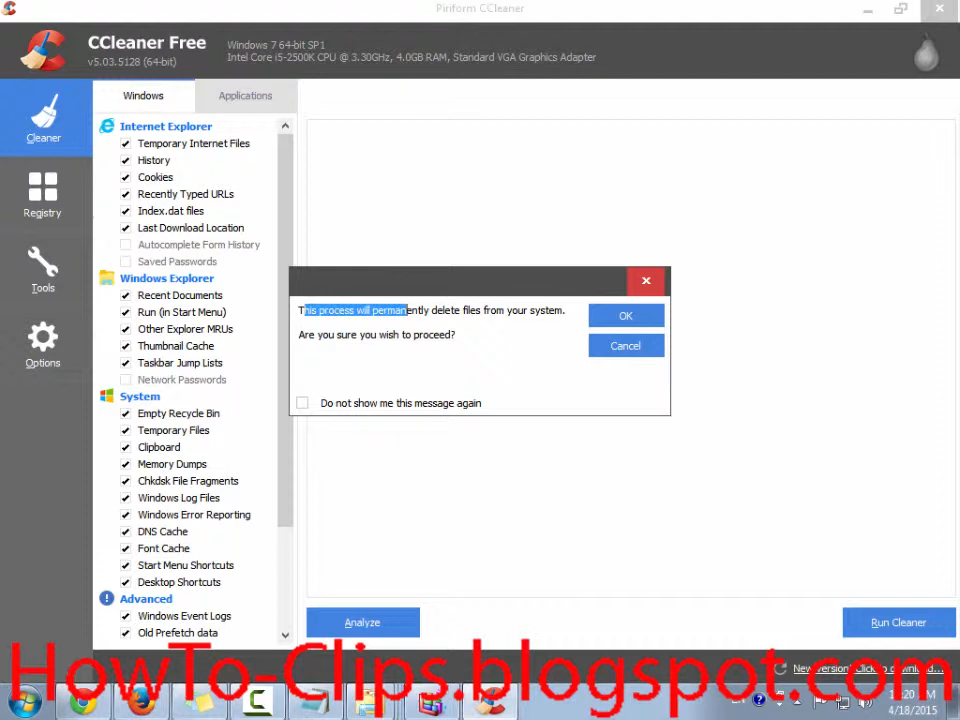 Piriform CCleaner
CCleaner Free
v5.03.5128 (64-bit)
Windows 7 64-bit SP1
Intel Core i5-2500K CPU @ 3.30GHz, 4.0GB RAM, Standard VGA Graphics Adapter
Cleaner
Registry
Tools
Options
Windows
Applications
Internet Explorer
Temporary Internet Files
History
Cookies
Recently Typed URLs
Index.dat files
Last Download Location
Autocomplete Form History
Saved Passwords
Windows Explorer
Recent Documents
Run (in Start Menu)
Other Explorer MRUs
Thumbnail Cache
Taskbar Jump Lists
Network Passwords
System
Empty Recycle Bin
Temporary Files
Clipboard
Memory Dumps
Chkdsk File Fragments
Windows Log Files
Windows Error Reporting
DNS Cache
Font Cache
Start Menu Shortcuts
Desktop Shortcuts
Advanced
Windows Event Logs
Old Prefetch data
This process will permanently delete files from your system.
Are you sure you wish to proceed?
OK
Cancel
Do not show me this message again
Analyze
Run Cleaner
New version! Click to download...
HowTo-Clips.blogspot.com
4/18/2015